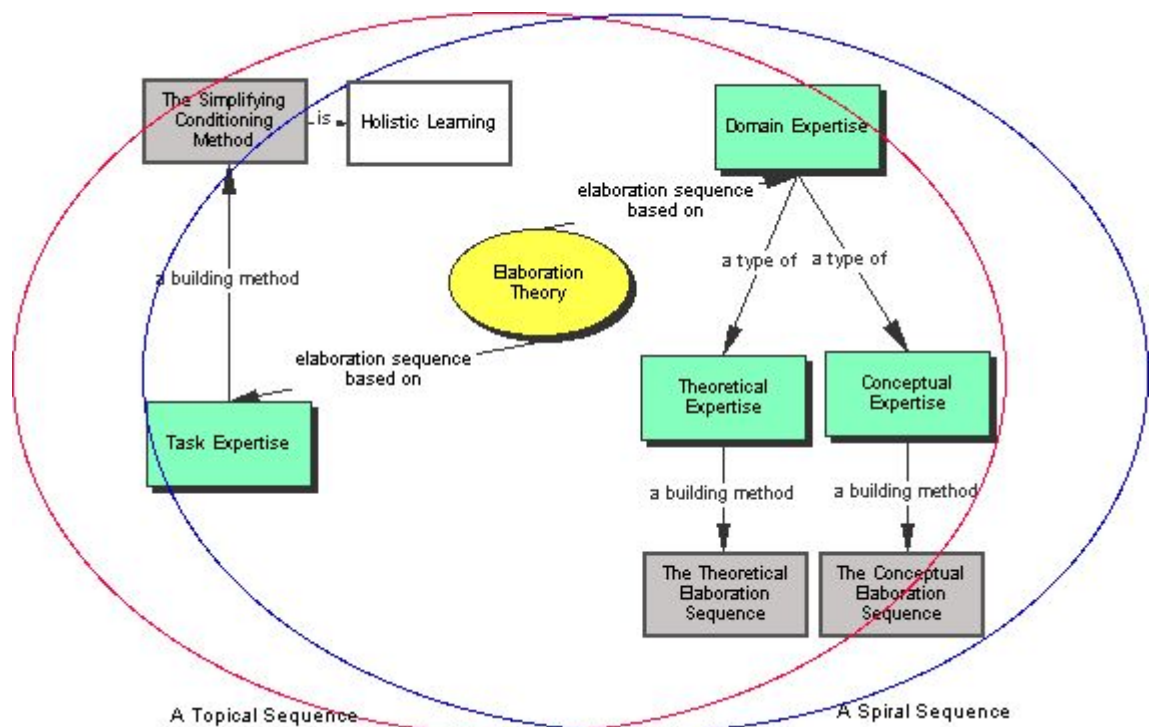 The Simplifying
Conditioning
Method
is
Holistic Learning
Domain Expertise
elaboration sequence
based on
a type of
a type of
Elaboration
Theory
a building method
elaboration sequence
based on
Theoretical
Expertise
Conceptual
Expertise
Task Expertise
a building method
a building method
The Theoretical
Elaboration
Sequence
The Conceptual
Elaboration
Sequence
A Topical Sequence
A Spiral Sequence